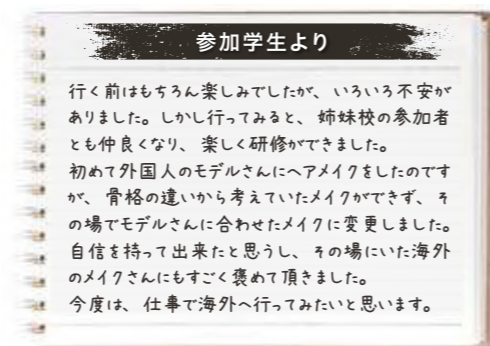 参加学生より
行く前はもちろん楽しみでしたが、いろいろ不安が
ありました。しかし行ってみると、姉妹校の参加者
とも仲良くなり、楽しく研修ができました。
初めて外国人のモデルさんにヘアメイクをしたのです
が、骨格の違いから考えていたメイクができず、そ
の場でモデルさんに合わせたメイクに変更しました。
自信を持って出来たと思うし、その場にいた海外
のメイクさんにもすごく褒めて頂きました。
今度は、仕事で海外へ行ってみたいと思います。